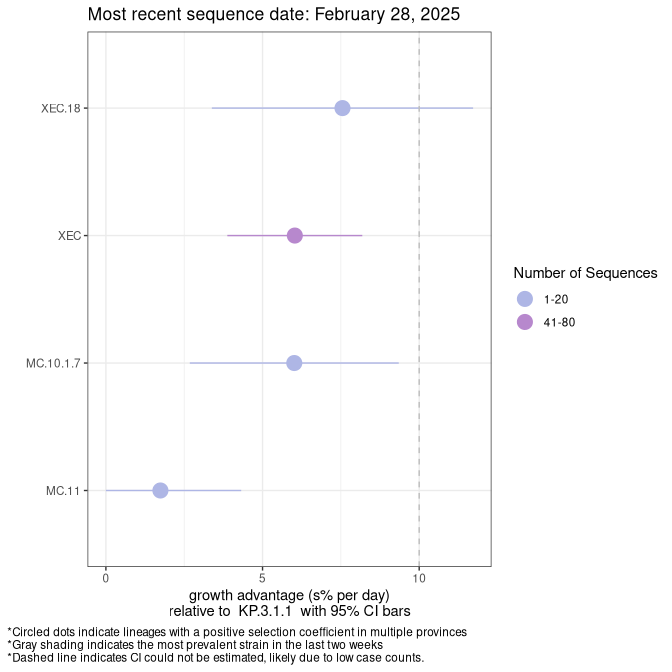 Most recent sequence date: February 28, 2025
XEC.18
XEC
MC.10.1.7
MC.11
0 5 10
growth advantage (s% per day)
relative to KP.3.1.1 with 95% CI bars
Number of Sequences
1-20
41-80
*Circled dots indicate lineages with a positive selection coefficient in multiple provinces
*Gray shading indicates the most prevalent strain in the last two weeks
*Dashed line indicates CI could not be estimated, likely due to low case counts.